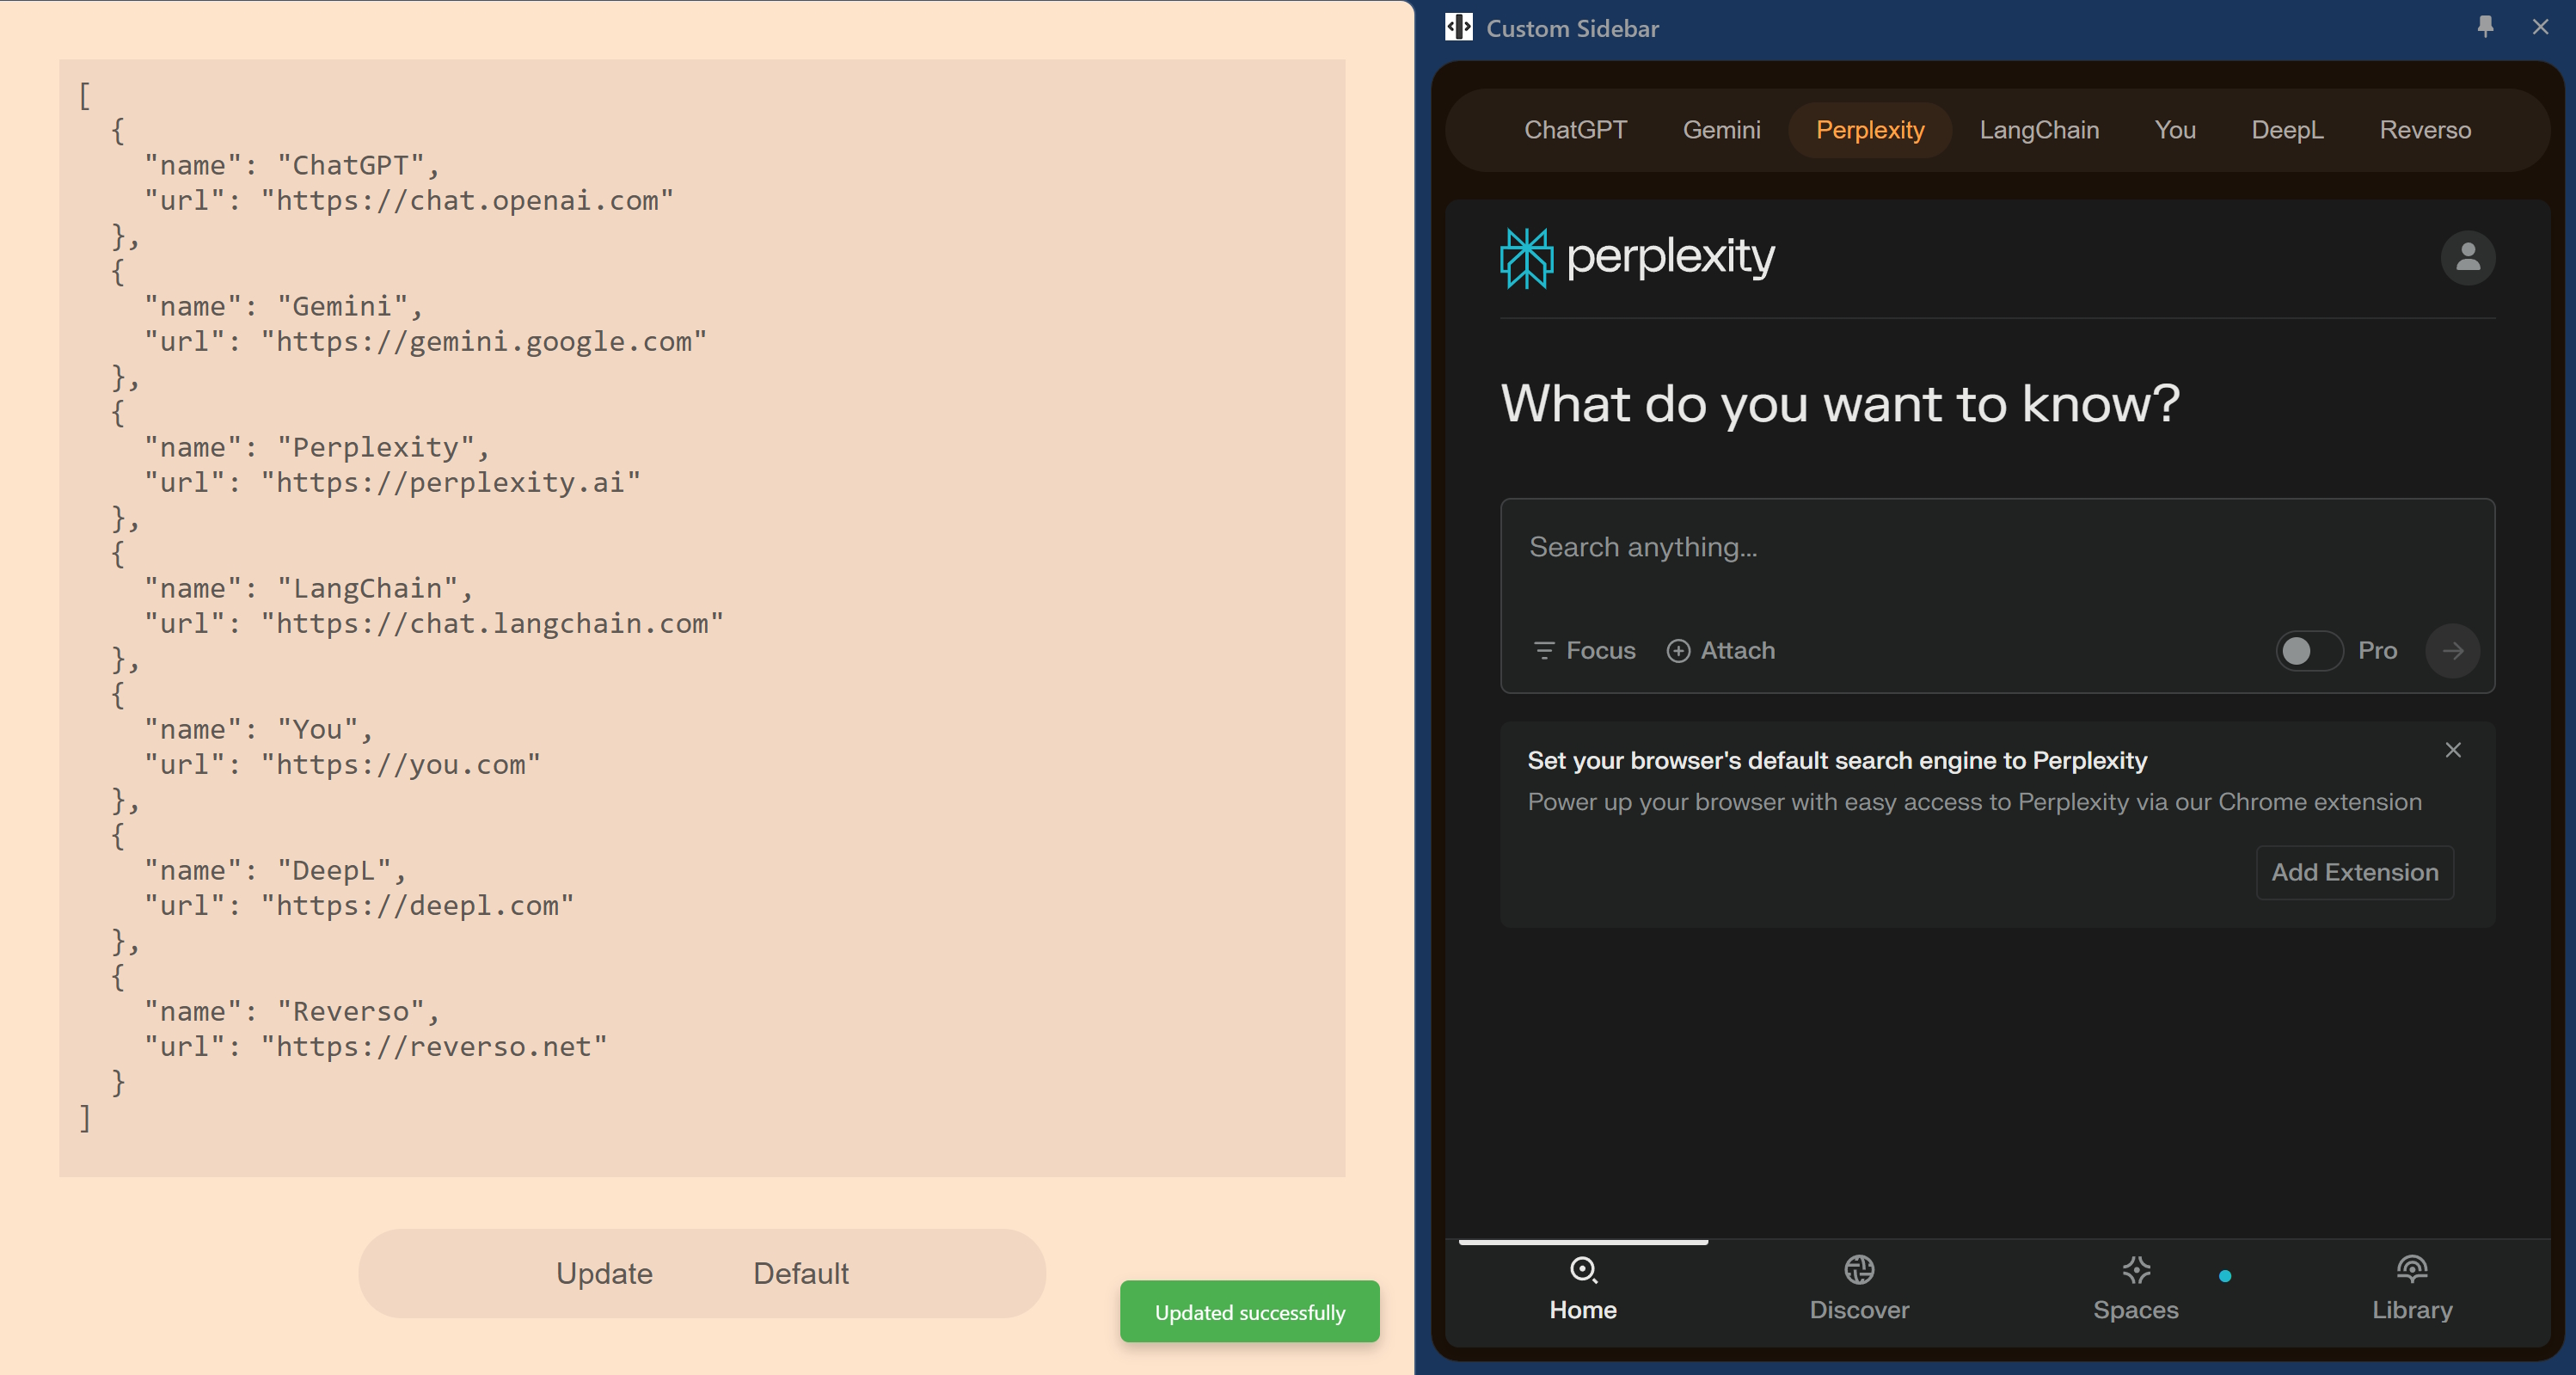 [
  {
    "name": "ChatGPT",
    "url": "https://chat.openai.com"
  },
  {
    "name": "Gemini",
    "url": "https://gemini.google.com"
  },
  {
    "name": "Perplexity",
    "url": "https://perplexity.ai"
  },
  {
    "name": "LangChain",
    "url": "https://chat.langchain.com"
  },
  {
    "name": "You",
    "url": "https://you.com"
  },
  {
    "name": "DeepL",
    "url": "https://deepl.com"
  },
  {
    "name": "Reverso",
    "url": "https://reverso.net"
  }
]
Update Default
Updated successfully
Custom Sidebar
ChatGPT Gemini Perplexity LangChain You DeepL Reverso
perplexity
What do you want to know?
Search anything...
Focus Attach Pro
Set your browser's default search engine to Perplexity
Power up your browser with easy access to Perplexity via our Chrome extension
Add Extension
Home Discover Spaces Library